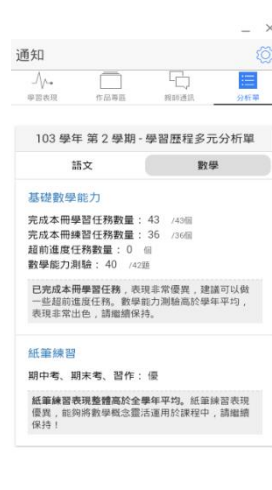 通知
學習表現 作品專區 親師通訊 分析單
103 學年 第 2 學期 - 學習歷程多元分析單
語文 數學
基礎數學能力
完成本冊學習任務數量： 43 /43個
完成本冊練習任務數量： 36 /36個
超前進度任務數量： 0 個
數學能力測驗： 40 /42題
已完成本冊學習任務，表現非常優異，建議可以做
一些超前進度任務。數學能力測驗高於學年平均，
表現非常出色，請繼續保持。
紙筆練習
期中考、期末考、習作： 優
紙筆練習表現整體高於全學年平均。紙筆練習表現
優異，能夠將數學概念靈活運用於課程中，請繼續
保持！